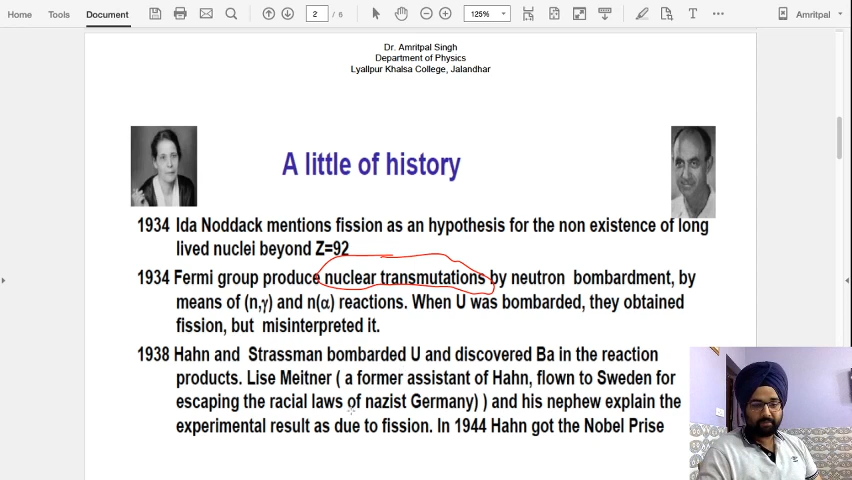 Home Tools Document 2 / 6 125% Amritpal
Dr. Amritpal Singh
Department of Physics
Lyallpur Khalsa College, Jalandhar
A little of history
1934 Ida Noddack mentions fission as an hypothesis for the non existence of long
lived nuclei beyond Z=92
1934 Fermi group produce nuclear transmutations by neutron bombardment, by
means of (n,γ) and n(α) reactions. When U was bombarded, they obtained
fission, but misinterpreted it.
1938 Hahn and Strassman bombarded U and discovered Ba in the reaction
products. Lise Meitner ( a former assistant of Hahn, flown to Sweden for
escaping the racial laws of nazist Germany) ) and his nephew explain the
experimental result as due to fission. In 1944 Hahn got the Nobel Prise